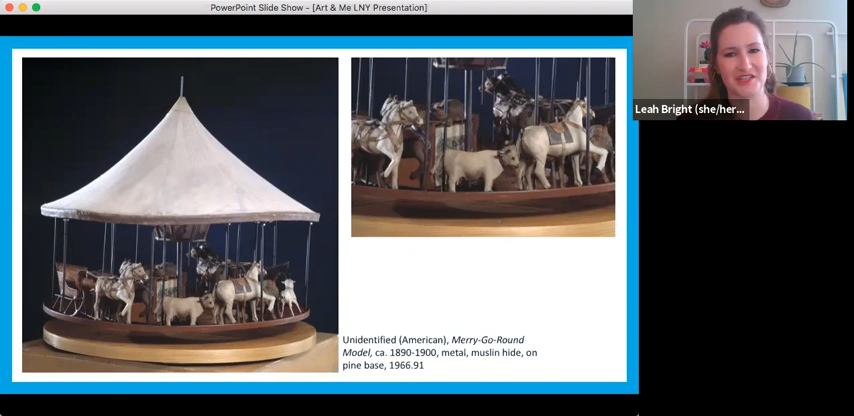 PowerPoint Slide Show - [Art & Me LNY Presentation]
Leah Bright (she/her...
Unidentified (American), Merry-Go-Round
Model, ca. 1890-1900, metal, muslin hide, on
pine base, 1966.91